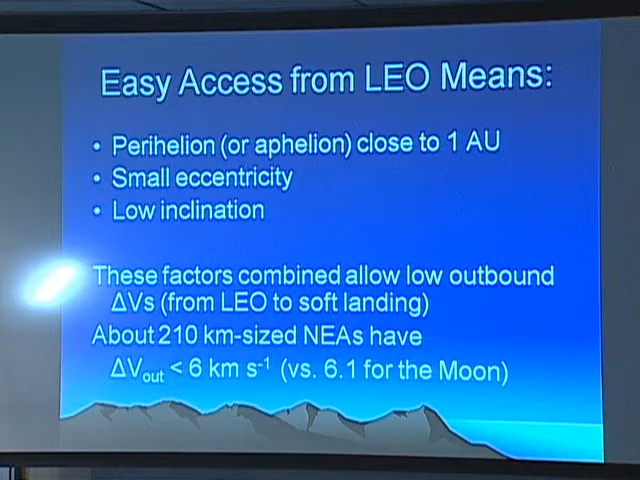 Easy Access from LEO Means:
• Perihelion (or aphelion) close to 1 AU
• Small eccentricity
• Low inclination
These factors combined allow low outbound
ΔVs (from LEO to soft landing)
About 210 km-sized NEAs have
ΔVout < 6 km s-1 (vs. 6.1 for the Moon)